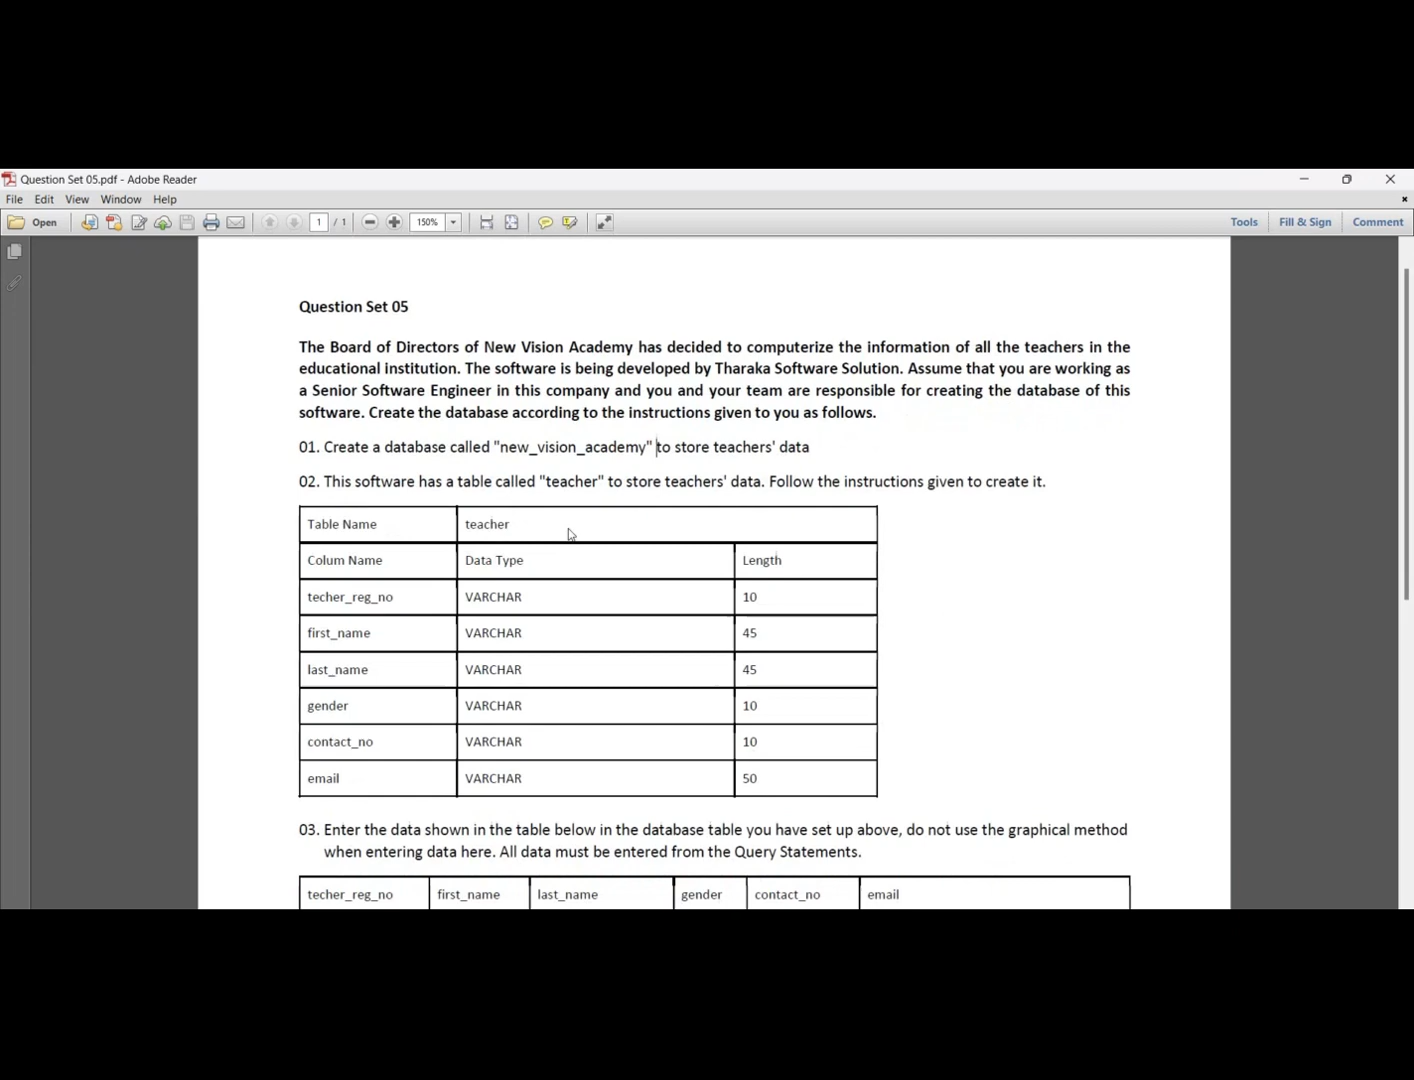 Question Set 05.pdf - Adobe Reader
File Edit View Window Help
Open 1 / 1 150% Tools Fill & Sign Comment
Question Set 05
The Board of Directors of New Vision Academy has decided to computerize the information of all the teachers in the
educational institution. The software is being developed by Tharaka Software Solution. Assume that you are working as
a Senior Software Engineer in this company and you and your team are responsible for creating the database of this
software. Create the database according to the instructions given to you as follows.
01. Create a database called "new_vision_academy" to store teachers' data
02. This software has a table called "teacher" to store teachers' data. Follow the instructions given to create it.
Table Name teacher
Colum Name Data Type Length
techer_reg_no VARCHAR 10
first_name VARCHAR 45
last_name VARCHAR 45
gender VARCHAR 10
contact_no VARCHAR 10
email VARCHAR 50
03. Enter the data shown in the table below in the database table you have set up above, do not use the graphical method
when entering data here. All data must be entered from the Query Statements.
techer_reg_no first_name last_name gender contact_no email